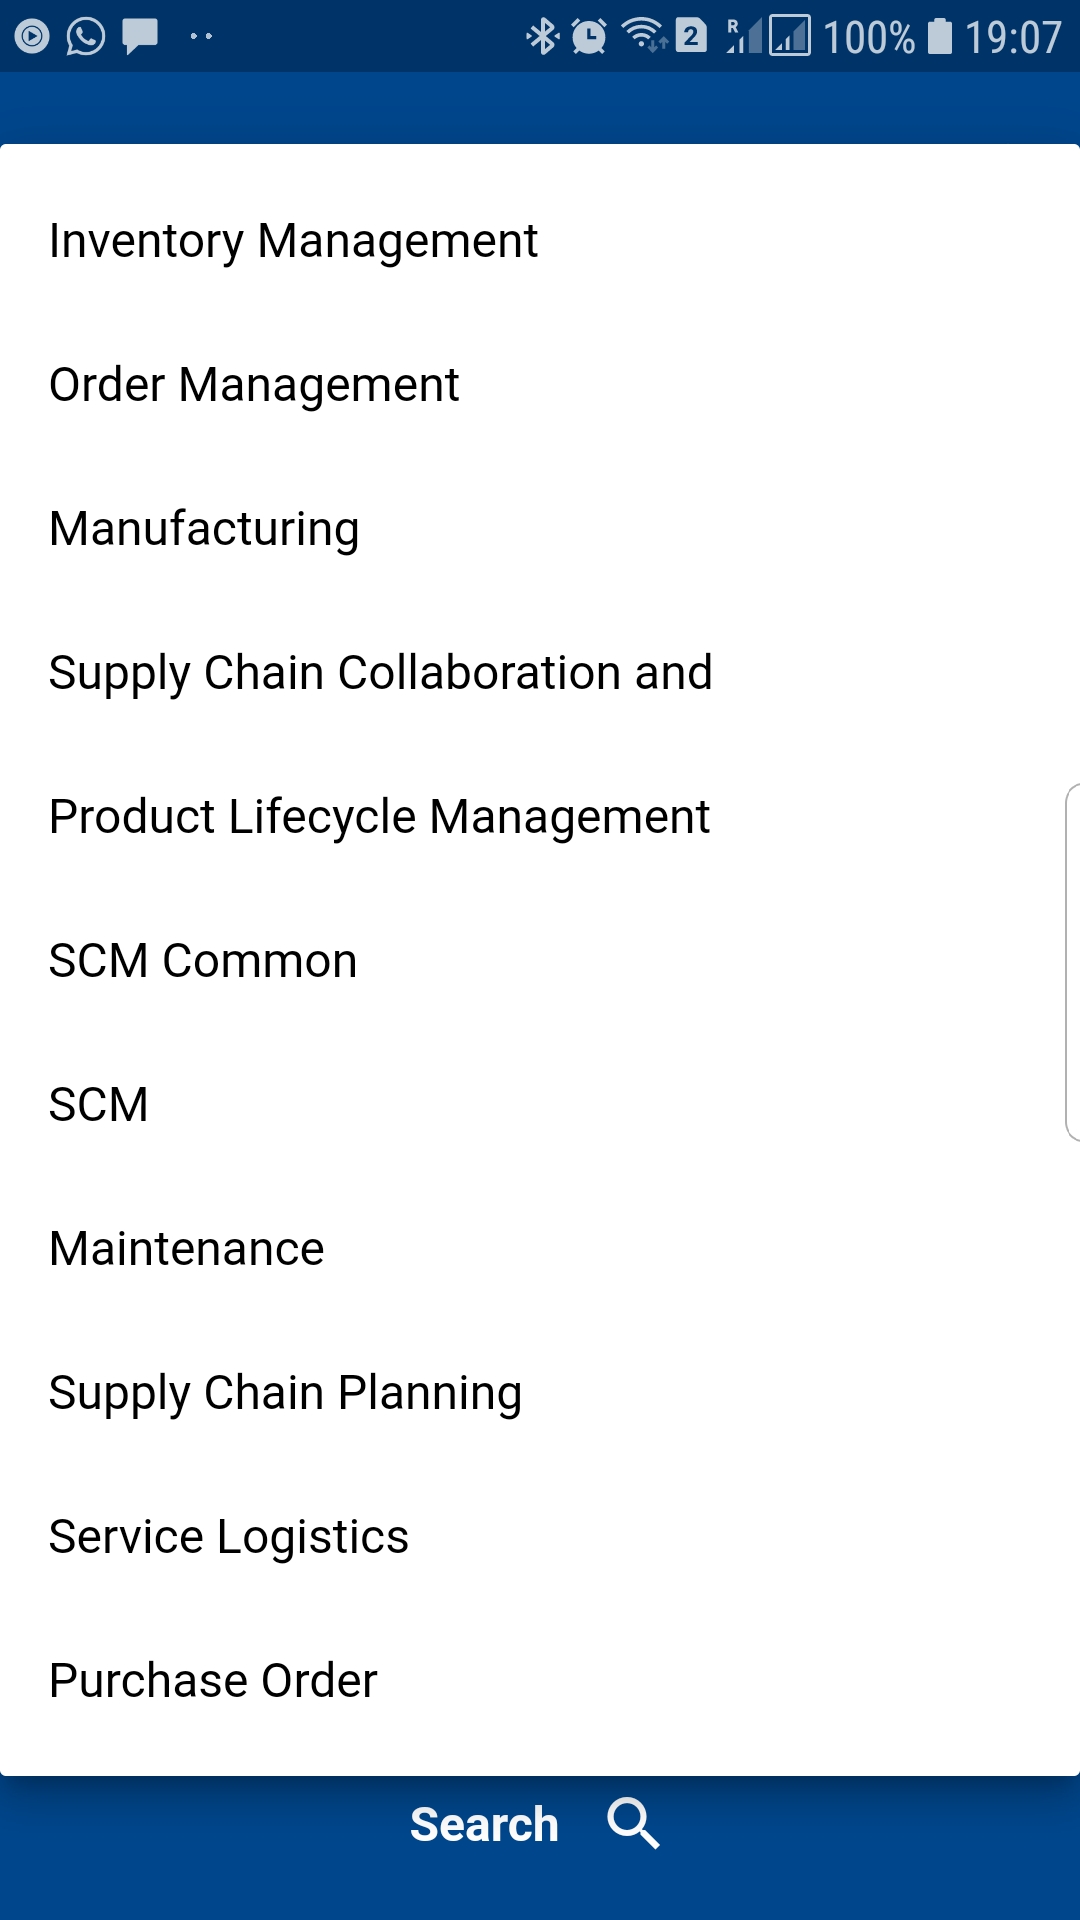 2 R 100% 19:07
Inventory Management
Order Management
Manufacturing
Supply Chain Collaboration and
Product Lifecycle Management
SCM Common
SCM
Maintenance
Supply Chain Planning
Service Logistics
Purchase Order
Search